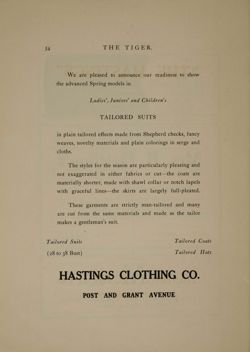 34
THE TIGER.
We are pleased to announce our readiness to show
the advanced Spring models in
Ladies', Juniors' and Children's
TAILORED SUITS
in plain tailored effects made from Shepherd checks, fancy
weaves, novelty materials and plain colorings in serge and
cloths.
The styles for the season are particularly pleasing and
not exaggerated in either fabrics or cut—the coats are
materially shorter, made with shawl collar or notch lapels
with graceful lines—the skirts are largely full-pleated.
These garments are strictly man-tailored and many
are cut from the same materials and made as the tailor
makes a gentleman's suit.
Tailored Suits Tailored Coats
(28 to 38 Bust) Tailored Hats
HASTINGS CLOTHING CO.
POST AND GRANT AVENUE